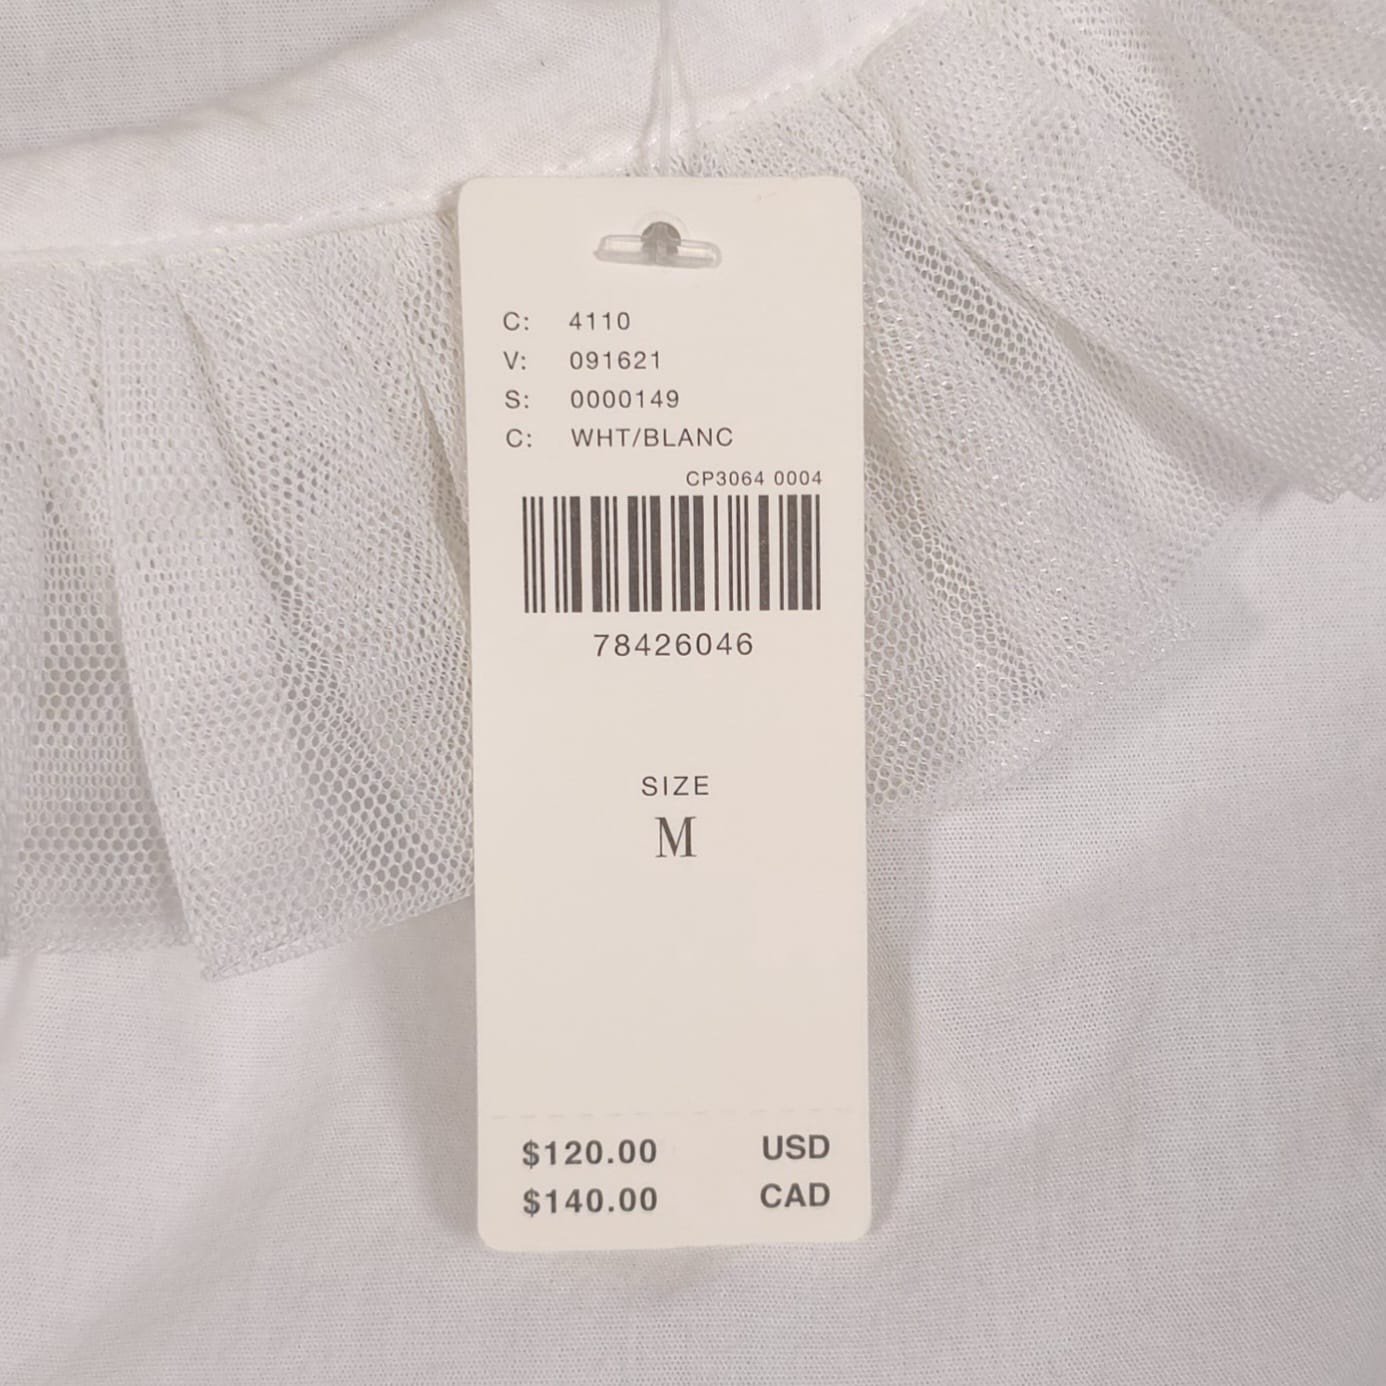 C: 4110
V: 091621
S: 0000149
C: WHT/BLANC
CP3064 0004
78426046
SIZE
M
$120.00 USD
$140.00 CAD